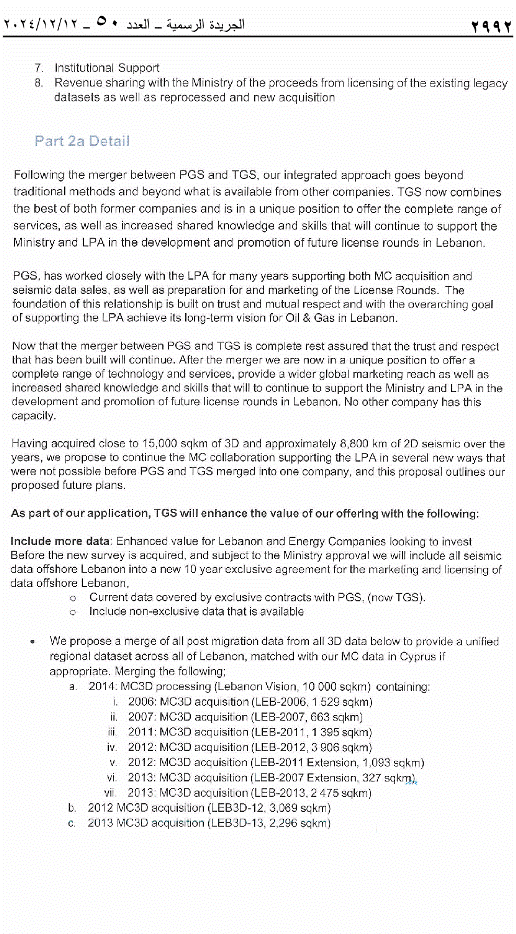 ٢٩٩٢ الجريدة الرسمية – العدد ٥٠ – ٢٠٢٤/١٢/١٢
7. Institutional Support
8. Revenue sharing with the Ministry of the proceeds from licensing of the existing legacy
datasets as well as reprocessed and new acquisition
Part 2a Detail
Following the merger between PGS and TGS, our integrated approach goes beyond
traditional methods and beyond what is available from other companies. TGS now combines
the best of both former companies and is in a unique position to offer the complete range of
services, as well as increased shared knowledge and skills that will continue to support the
Ministry and LPA in the development and promotion of future license rounds in Lebanon.
PGS, has worked closely with the LPA for many years supporting both MC acquisition and
seismic data sales, as well as preparation for and marketing of the License Rounds. The
foundation of this relationship is built on trust and mutual respect and with the overarching goal
of supporting the LPA achieve its long-term vision for Oil & Gas in Lebanon.
Now that the merger between PGS and TGS is complete rest assured that the trust and respect
that has been built will continue. After the merger we are now in a unique position to offer a
complete range of technology and services, provide a wider global marketing reach as well as
increased shared knowledge and skills that will to continue to support the Ministry and LPA in the
development and promotion of future license rounds in Lebanon. No other company has this
capacity.
Having acquired close to 15,000 sqkm of 3D and approximately 8,800 km of 2D seismic over the
years, we propose to continue the MC collaboration supporting the LPA in several new ways that
were not possible before PGS and TGS merged into one company, and this proposal outlines our
proposed future plans.
As part of our application, TGS will enhance the value of our offering with the following:
Include more data: Enhanced value for Lebanon and Energy Companies looking to invest
Before the new survey is acquired, and subject to the Ministry approval we will include all seismic
data offshore Lebanon into a new 10 year exclusive agreement for the marketing and licensing of
data offshore Lebanon,
o Current data covered by exclusive contracts with PGS, (now TGS).
o Include non-exclusive data that is available
• We propose a merge of all post migration data from all 3D data below to provide a unified
regional dataset across all of Lebanon, matched with our MC data in Cyprus if
appropriate. Merging the following;
a. 2014: MC3D processing (Lebanon Vision, 10 000 sqkm) containing:
i. 2006: MC3D acquisition (LEB-2006, 1 529 sqkm)
ii. 2007: MC3D acquisition (LEB-2007, 663 sqkm)
iii. 2011: MC3D acquisition (LEB-2011, 1 395 sqkm)
iv. 2012: MC3D acquisition (LEB-2012, 3 906 sqkm)
v. 2012: MC3D acquisition (LEB-2011 Extension, 1,093 sqkm)
vi. 2013: MC3D acquisition (LEB-2007 Extension, 327 sqkm),
vii. 2013: MC3D acquisition (LEB-2013, 2 475 sqkm)
b. 2012 MC3D acquisition (LEB3D-12, 3,069 sqkm)
c. 2013 MC3D acquisition (LEB3D-13, 2,296 sqkm)